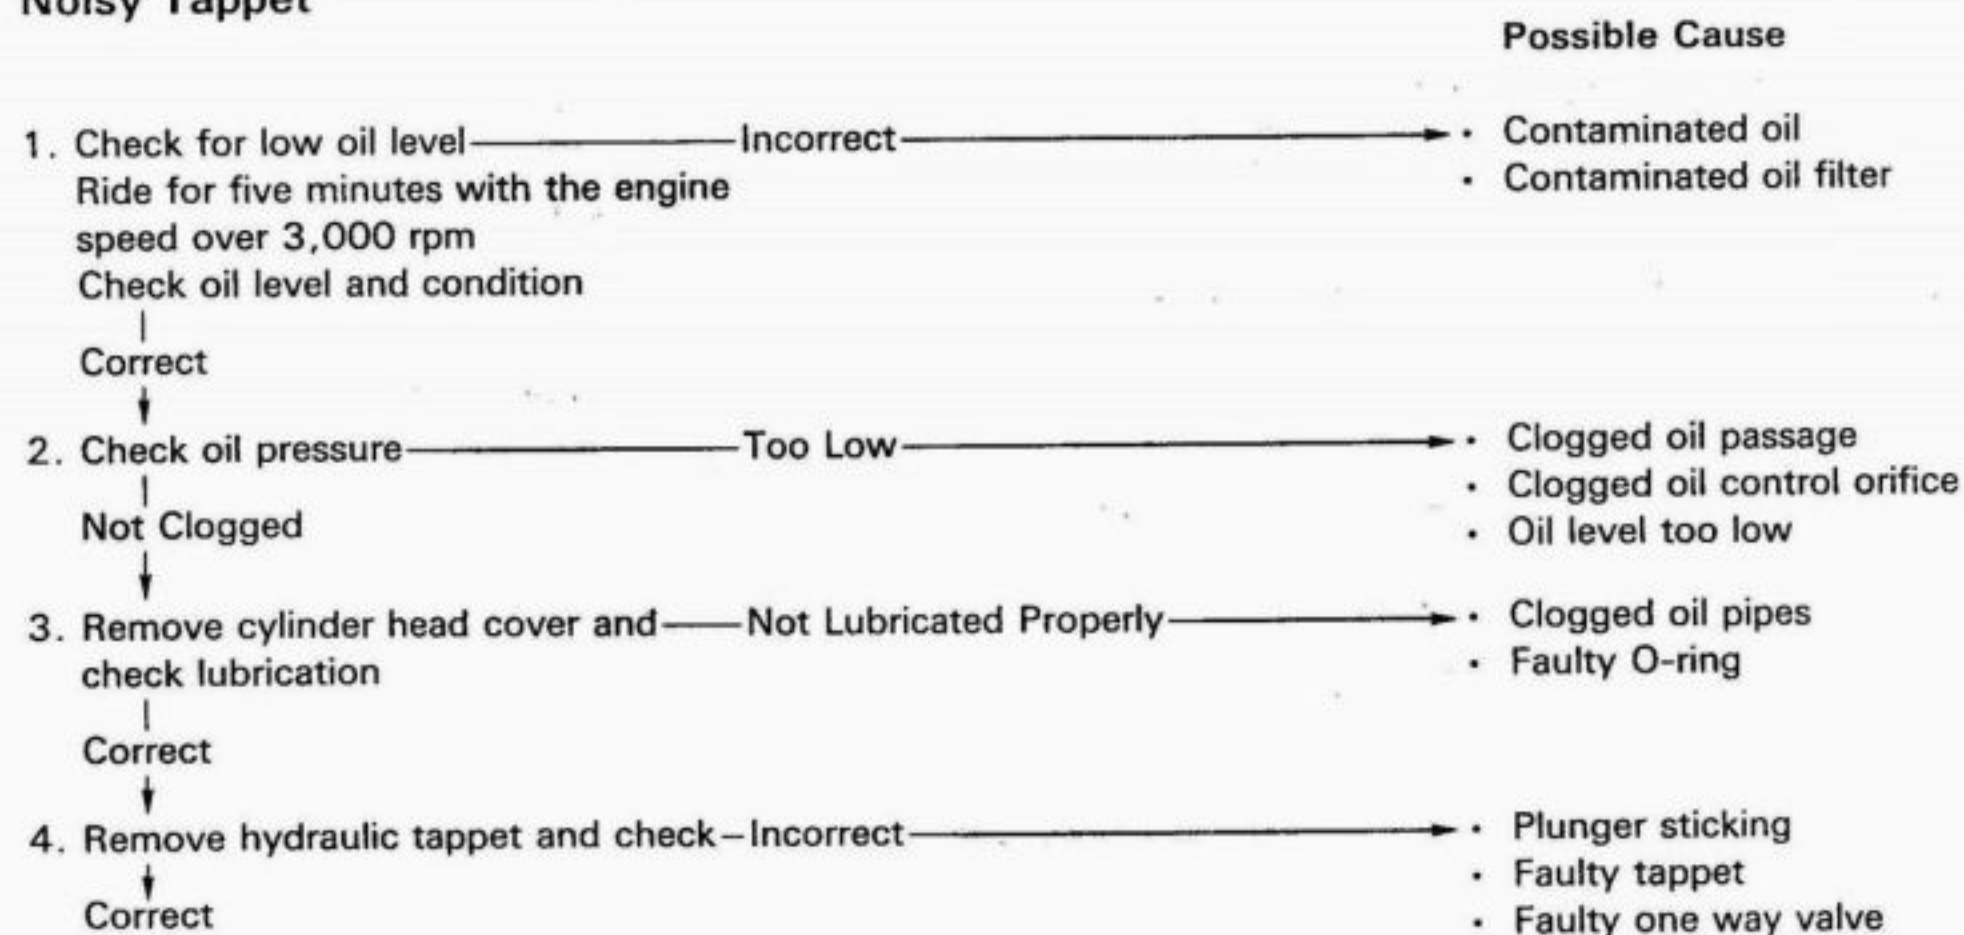 Noisy Tappet
Possible Cause
1. Check for low oil level Incorrect • Contaminated oil
Ride for five minutes with the engine • Contaminated oil filter
speed over 3,000 rpm
Check oil level and condition
Correct
2. Check oil pressure Too Low • Clogged oil passage
• Clogged oil control orifice
Not Clogged
• Oil level too low
3. Remove cylinder head cover and Not Lubricated Properly • Clogged oil pipes
check lubrication • Faulty O-ring
Correct
4. Remove hydraulic tappet and check Incorrect • Plunger sticking
• Faulty tappet
Correct • Faulty one way valve